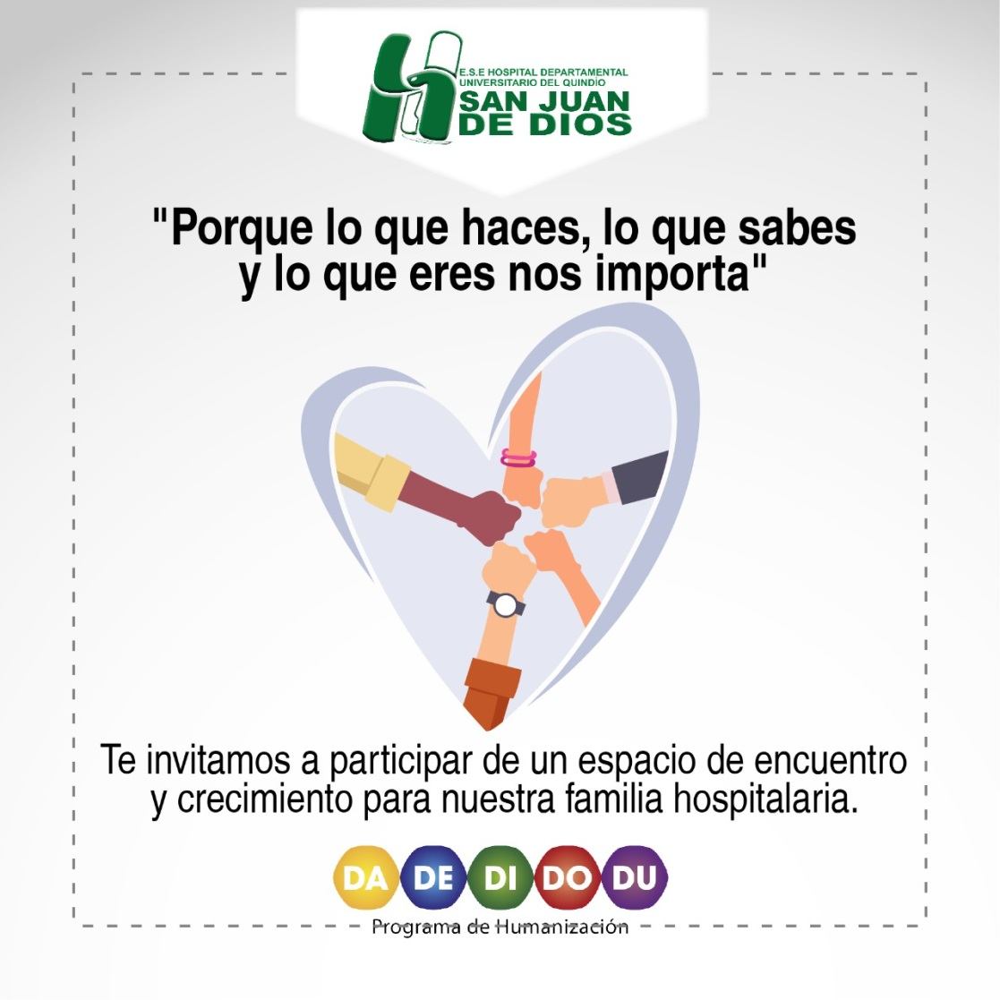 E.S.E HOSPITAL DEPARTAMENTAL
UNIVERSITARIO DEL QUINDÍO
SAN JUAN
DE DIOS
"Porque lo que haces, lo que sabes
y lo que eres nos importa"
Te invitamos a participar de un espacio de encuentro
y crecimiento para nuestra familia hospitalaria.
DA DE DI DO DU
Programa de Humanización